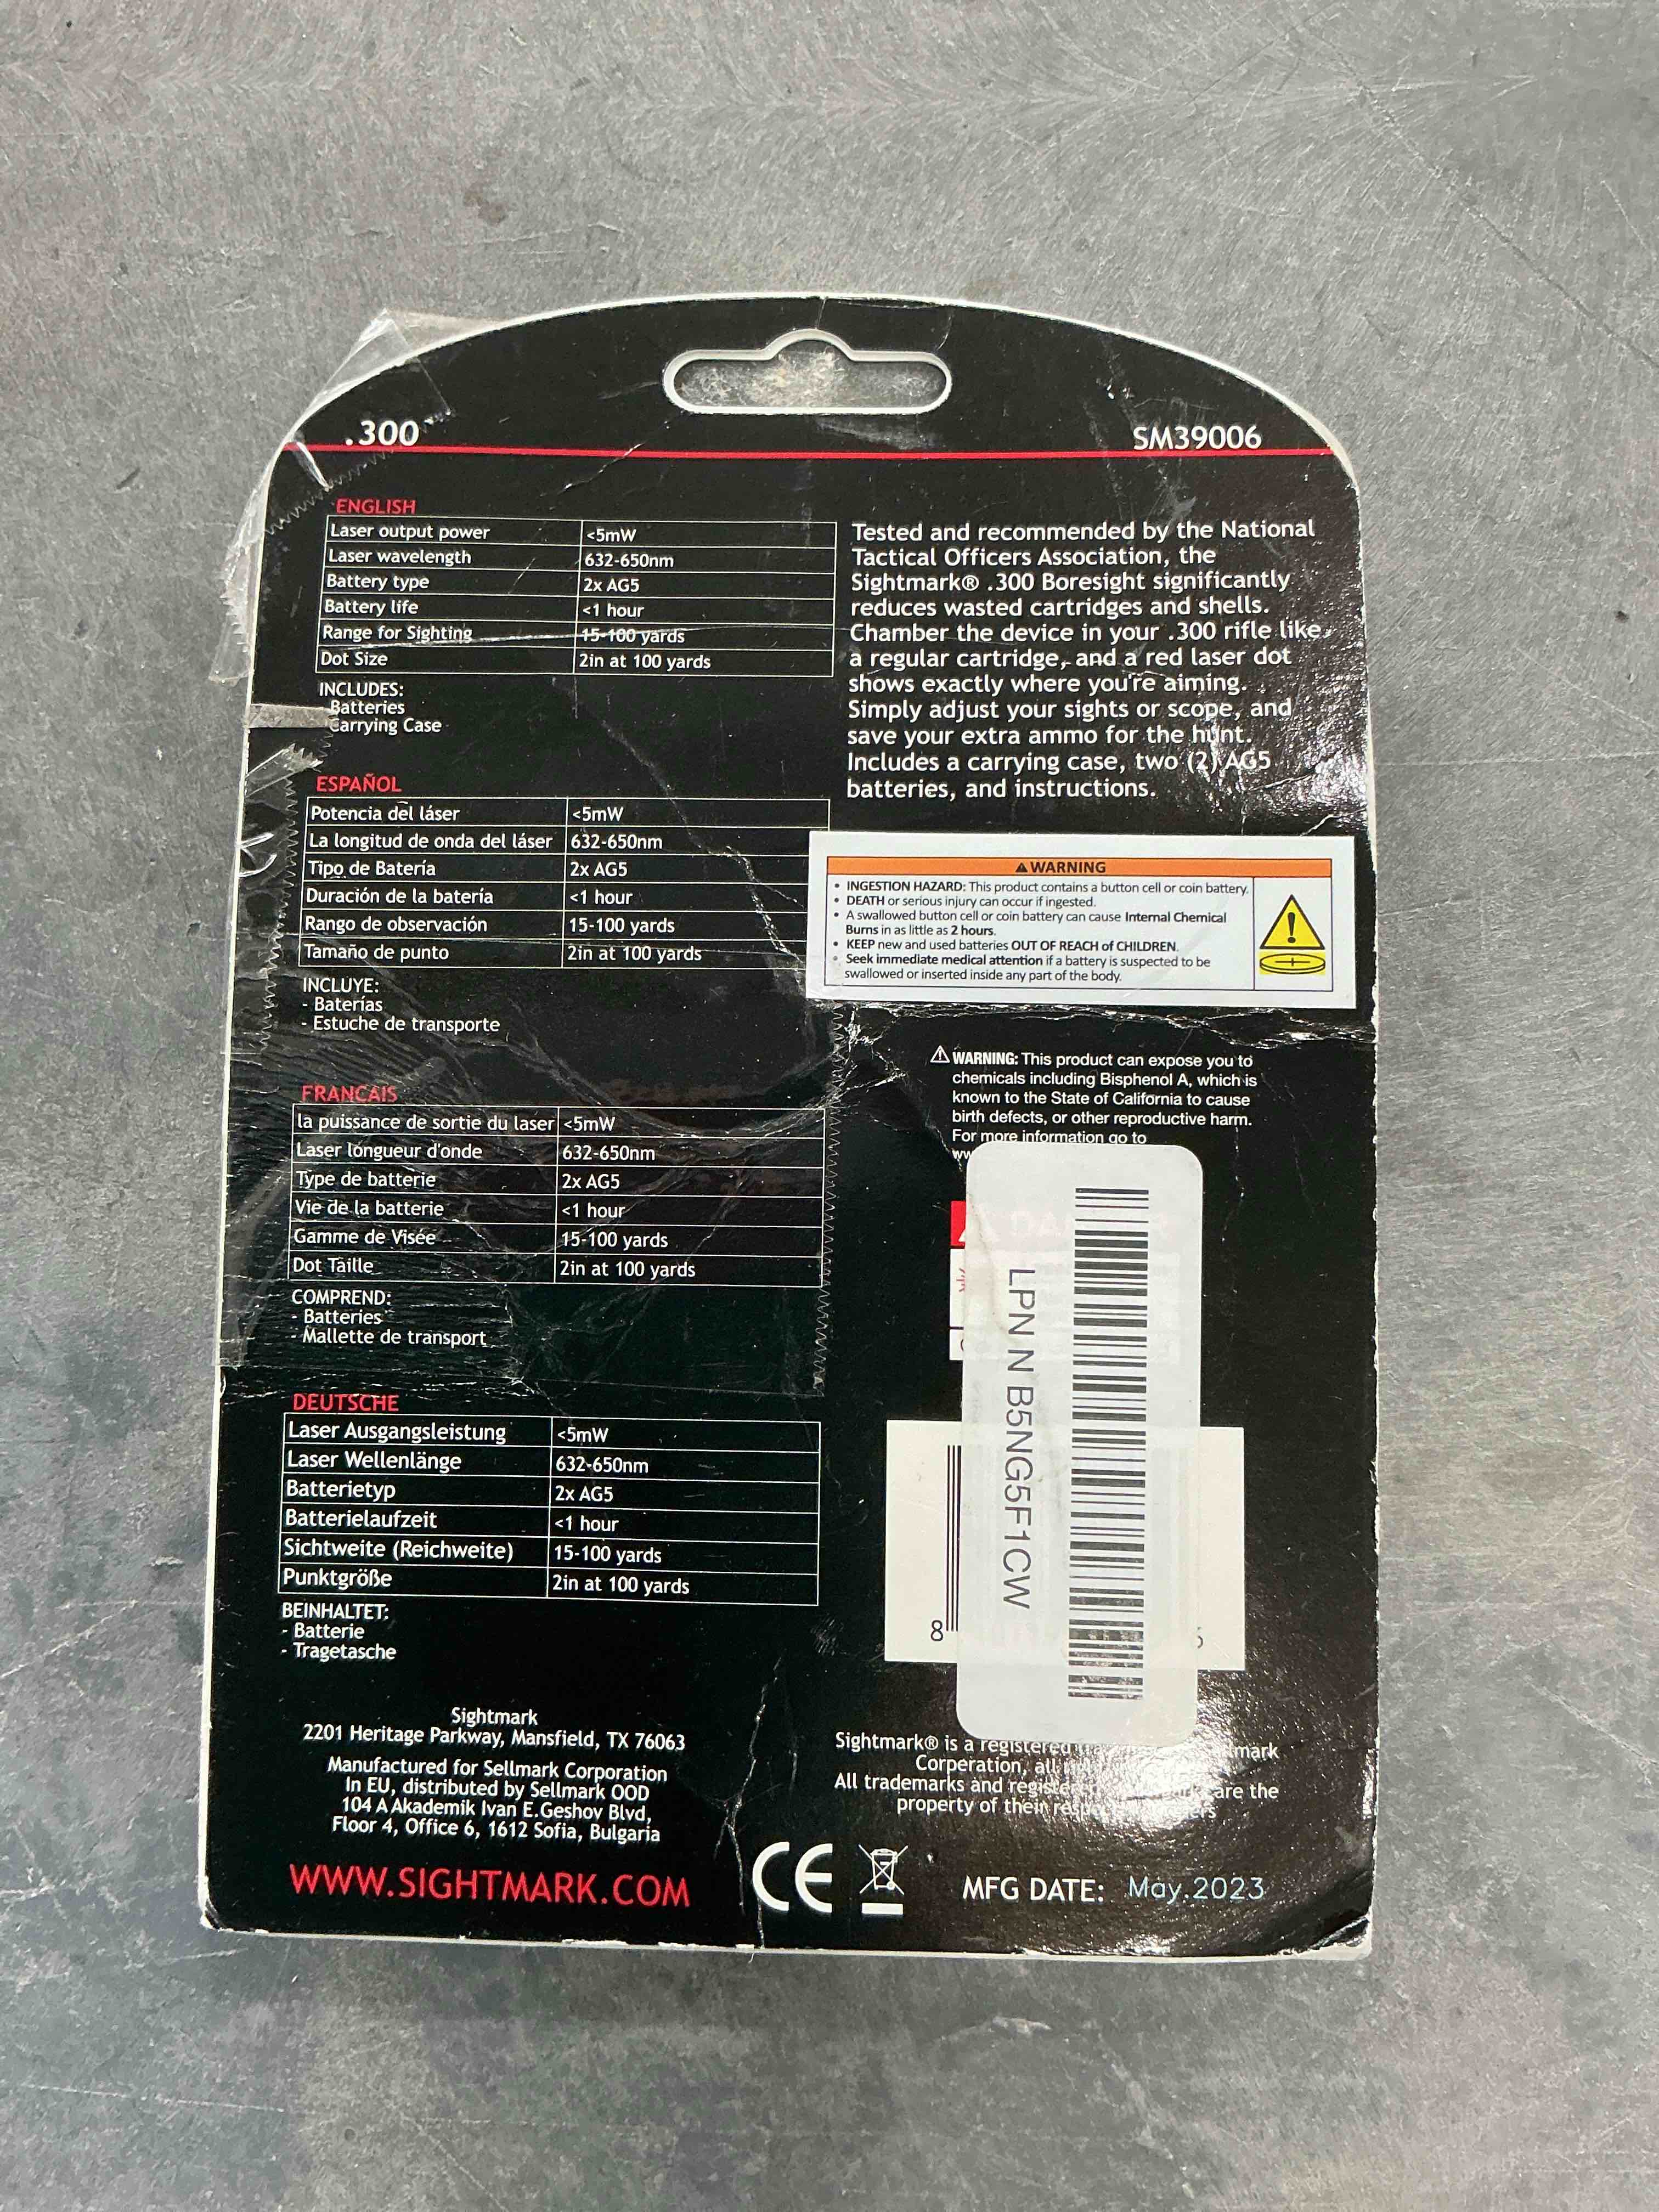 .300
SM39006
ENGLISH
Laser output power <5mW
Laser wavelength 632-650nm
Battery type 2x AG5
Battery life <1 hour
Range for Sighting 15-100 yards
Dot Size 2in at 100 yards
INCLUDES:
Batteries
Carrying Case
Tested and recommended by the National
Tactical Officers Association, the
Sightmark® .300 Boresight significantly
reduces wasted cartridges and shells.
Chamber the device in your .300 rifle like
a regular cartridge, and a red laser dot
shows exactly where you're aiming.
Simply adjust your sights or scope, and
save your extra ammo for the hunt.
Includes a carrying case, two (2) AG5
batteries, and instructions.
ESPAÑOL
Potencia del láser <5mW
La longitud de onda del láser 632-650nm
Tipo de Batería 2x AG5
Duración de la batería <1 hour
Rango de observación 15-100 yards
Tamaño de punto 2in at 100 yards
INCLUYE:
- Baterías
- Estuche de transporte
⚠ WARNING
• INGESTION HAZARD: This product contains a button cell or coin battery.
• DEATH or serious injury can occur if ingested.
• A swallowed button cell or coin battery can cause Internal Chemical
Burns in as little as 2 hours.
• KEEP new and used batteries OUT OF REACH of CHILDREN.
• Seek immediate medical attention if a battery is suspected to be
swallowed or inserted inside any part of the body.
⚠ WARNING: This product can expose you to
chemicals including Bisphenol A, which is
known to the State of California to cause
birth defects, or other reproductive harm.
For more information go to
FRANÇAIS
la puissance de sortie du laser <5mW
Laser longueur d'onde 632-650nm
Type de batterie 2x AG5
Vie de la batterie <1 hour
Gamme de Visée 15-100 yards
Dot Taille 2in at 100 yards
COMPREND:
- Batteries
- Mallette de transport
LPN N B5NG5F1CW
8
DEUTSCHE
Laser Ausgangsleistung <5mW
Laser Wellenlänge 632-650nm
Batterietyp 2x AG5
Batterielaufzeit <1 hour
Sichtweite (Reichweite) 15-100 yards
Punktgröße 2in at 100 yards
BEINHALTET:
- Batterie
- Tragetasche
Sightmark
2201 Heritage Parkway, Mansfield, TX 76063
Manufactured for Sellmark Corporation
In EU, distributed by Sellmark OOD
104 A Akademik Ivan E.Geshov Blvd,
Floor 4, Office 6, 1612 Sofia, Bulgaria
WWW.SIGHTMARK.COM
Sightmark® is a registered
Corperation, all
All trademarks and are the
property of their
CE
MFG DATE: May.2023